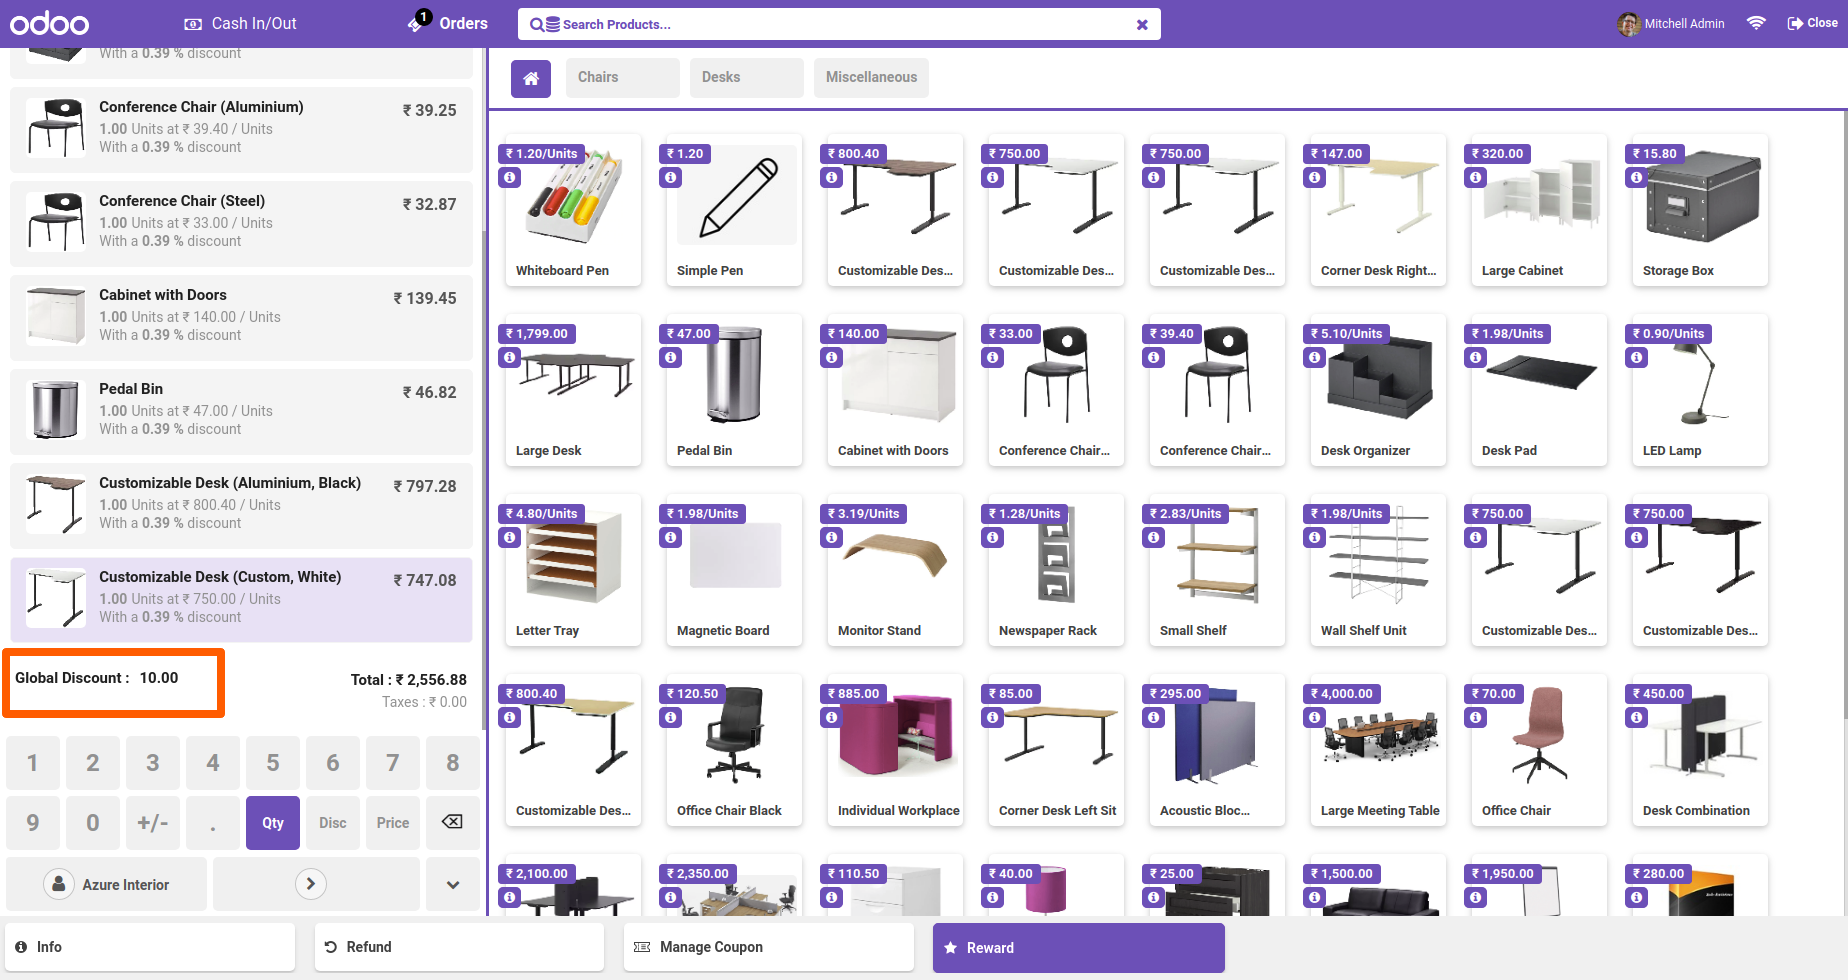 odoo
Cash In/Out
1
Orders
Search Products...
Mitchell Admin
Close
With a 0.39 % discount
Conference Chair (Aluminium)
₹ 39.25
1.00 Units at ₹ 39.40 / Units
With a 0.39 % discount
Conference Chair (Steel)
₹ 32.87
1.00 Units at ₹ 33.00 / Units
With a 0.39 % discount
Cabinet with Doors
₹ 139.45
1.00 Units at ₹ 140.00 / Units
With a 0.39 % discount
Pedal Bin
₹ 46.82
1.00 Units at ₹ 47.00 / Units
With a 0.39 % discount
Customizable Desk (Aluminium, Black)
₹ 797.28
1.00 Units at ₹ 800.40 / Units
With a 0.39 % discount
Customizable Desk (Custom, White)
₹ 747.08
1.00 Units at ₹ 750.00 / Units
With a 0.39 % discount
Global Discount : 10.00
Total : ₹ 2,556.88
Taxes : ₹ 0.00
1 2 3 4 5 6 7 8
9 0 +/- . Qty Disc Price
Azure Interior
Chairs Desks Miscellaneous
₹ 1.20/Units ₹ 1.20 ₹ 800.40 ₹ 750.00 ₹ 750.00 ₹ 147.00 ₹ 320.00 ₹ 15.80
Whiteboard Pen Simple Pen Customizable Des... Customizable Des... Customizable Des... Corner Desk Right... Large Cabinet Storage Box
₹ 1,799.00 ₹ 47.00 ₹ 140.00 ₹ 33.00 ₹ 39.40 ₹ 5.10/Units ₹ 1.98/Units ₹ 0.90/Units
Large Desk Pedal Bin Cabinet with Doors Conference Chair... Conference Chair... Desk Organizer Desk Pad LED Lamp
₹ 4.80/Units ₹ 1.98/Units ₹ 3.19/Units ₹ 1.28/Units ₹ 2.83/Units ₹ 1.98/Units ₹ 750.00 ₹ 750.00
Letter Tray Magnetic Board Monitor Stand Newspaper Rack Small Shelf Wall Shelf Unit Customizable Des... Customizable Des...
₹ 800.40 ₹ 120.50 ₹ 885.00 ₹ 85.00 ₹ 295.00 ₹ 4,000.00 ₹ 70.00 ₹ 450.00
Customizable Des... Office Chair Black Individual Workplace Corner Desk Left Sit Acoustic Bloc... Large Meeting Table Office Chair Desk Combination
₹ 2,100.00 ₹ 2,350.00 ₹ 110.50 ₹ 40.00 ₹ 25.00 ₹ 1,500.00 ₹ 1,950.00 ₹ 280.00
Info
Refund
Manage Coupon
Reward